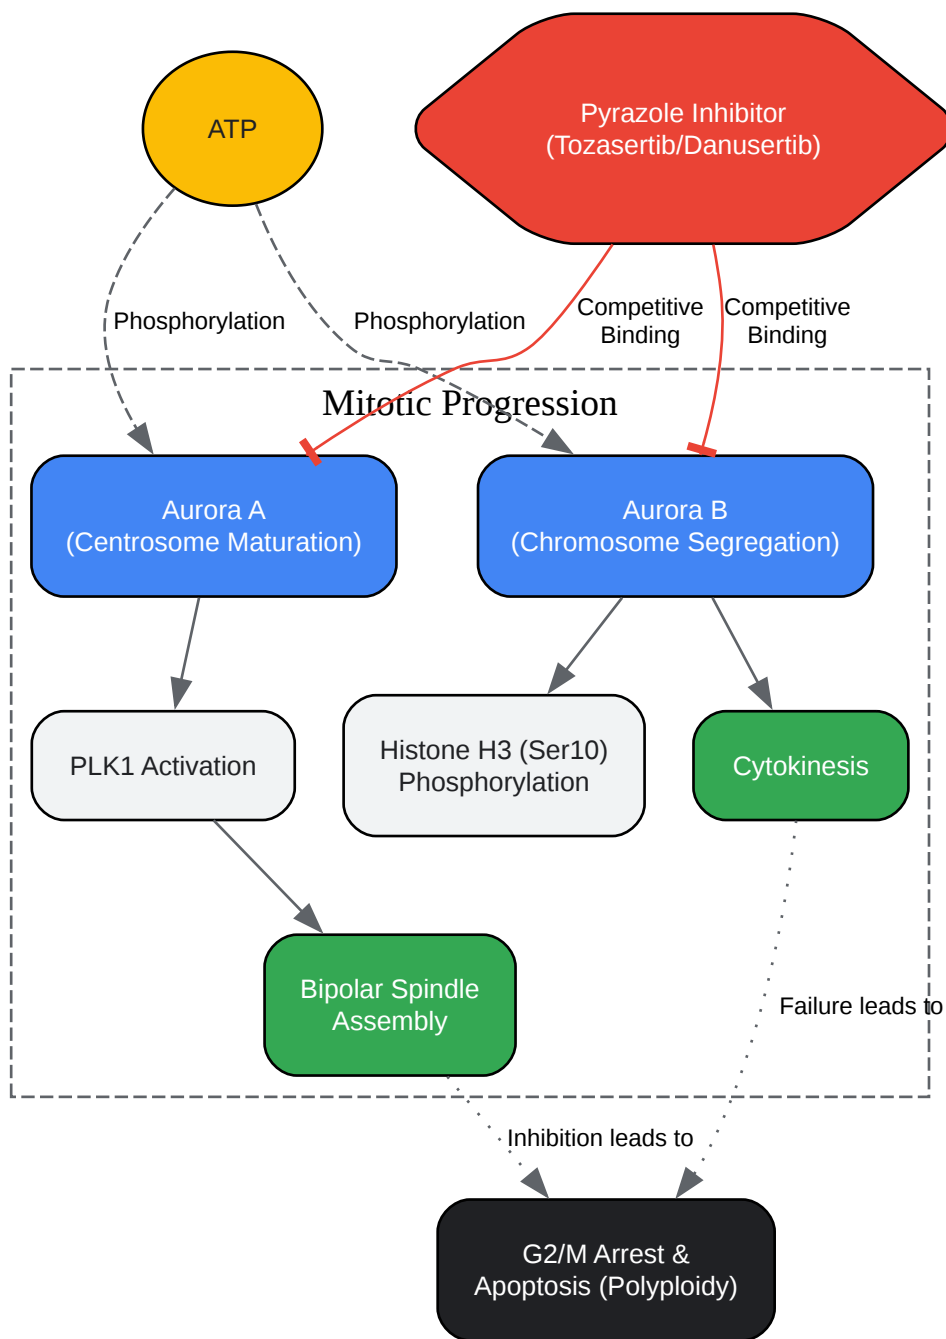 ATP
Pyrazole Inhibitor
(Tozasertib/Danusertib)
Phosphorylation
Phosphorylation
Competitive
Binding
Competitive
Binding
Mitotic Progression
Aurora A
(Centrosome Maturation)
Aurora B
(Chromosome Segregation)
PLK1 Activation
Histone H3 (Ser10)
Phosphorylation
Cytokinesis
Bipolar Spindle
Assembly
Failure leads to
Inhibition leads to
G2/M Arrest &
Apoptosis (Polyploidy)